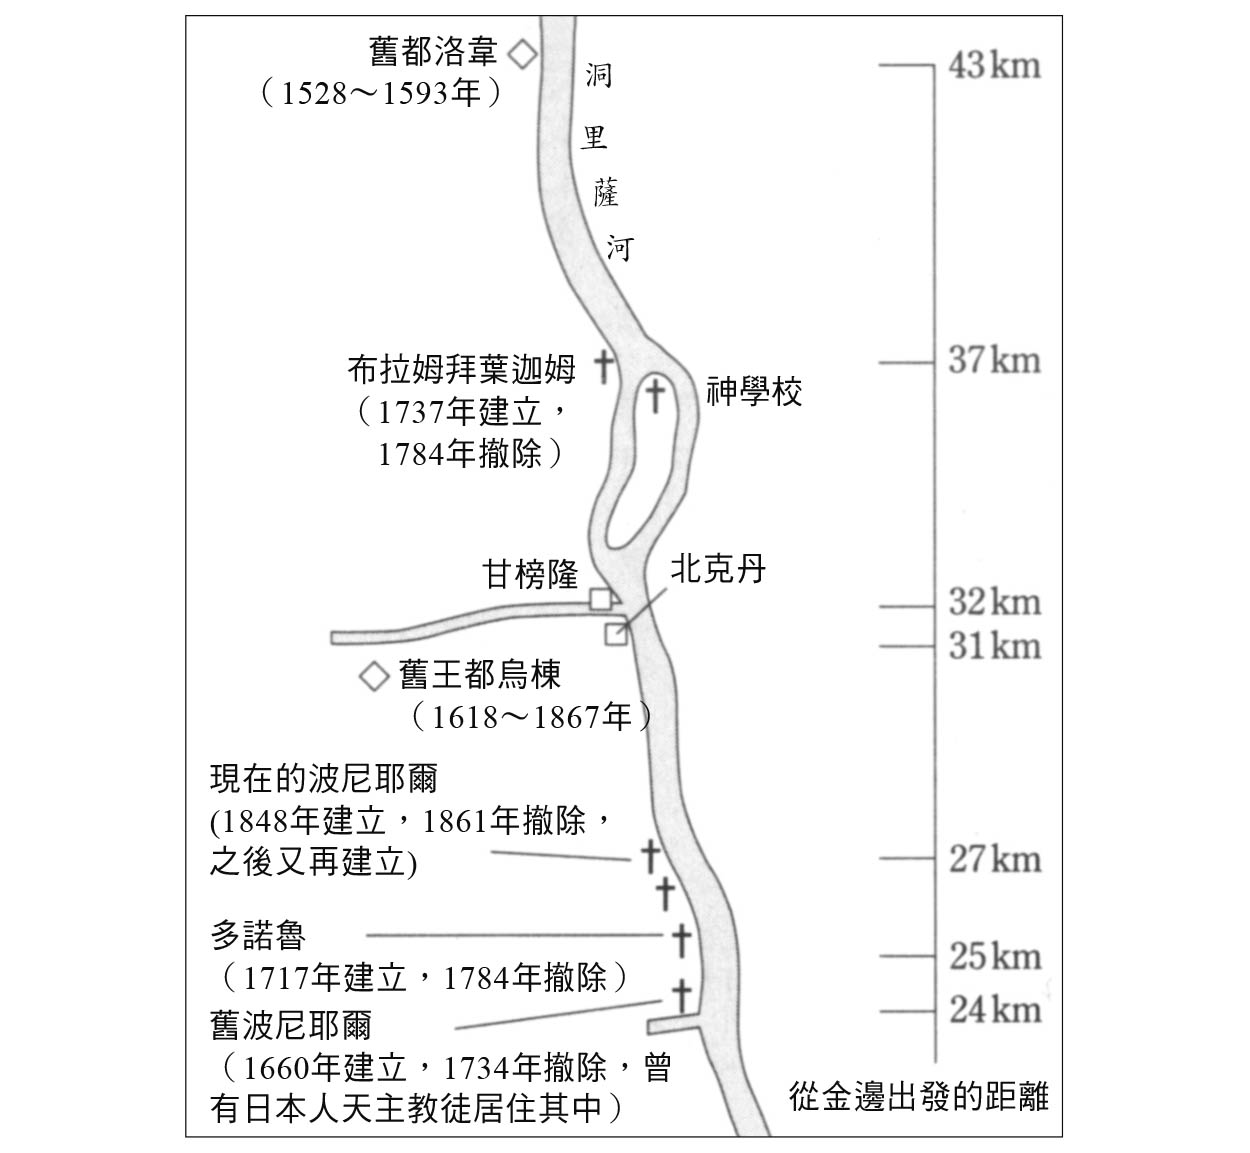 舊都洛韋
（1528～1593年）
洞里薩河
43km
布拉姆拜葉迦姆
（1737年建立，
1784年撤除）
37km
神學校
甘榜隆
北克丹
32km
31km
舊王都烏棟
（1618～1867年）
現在的波尼耶爾
(1848年建立，1861年撤除，
之後又再建立)
27km
多諾魯
（1717年建立，1784年撤除）
25km
24km
舊波尼耶爾
（1660年建立，1734年撤除，曾
有日本人天主教徒居住其中）
從金邊出發的距離